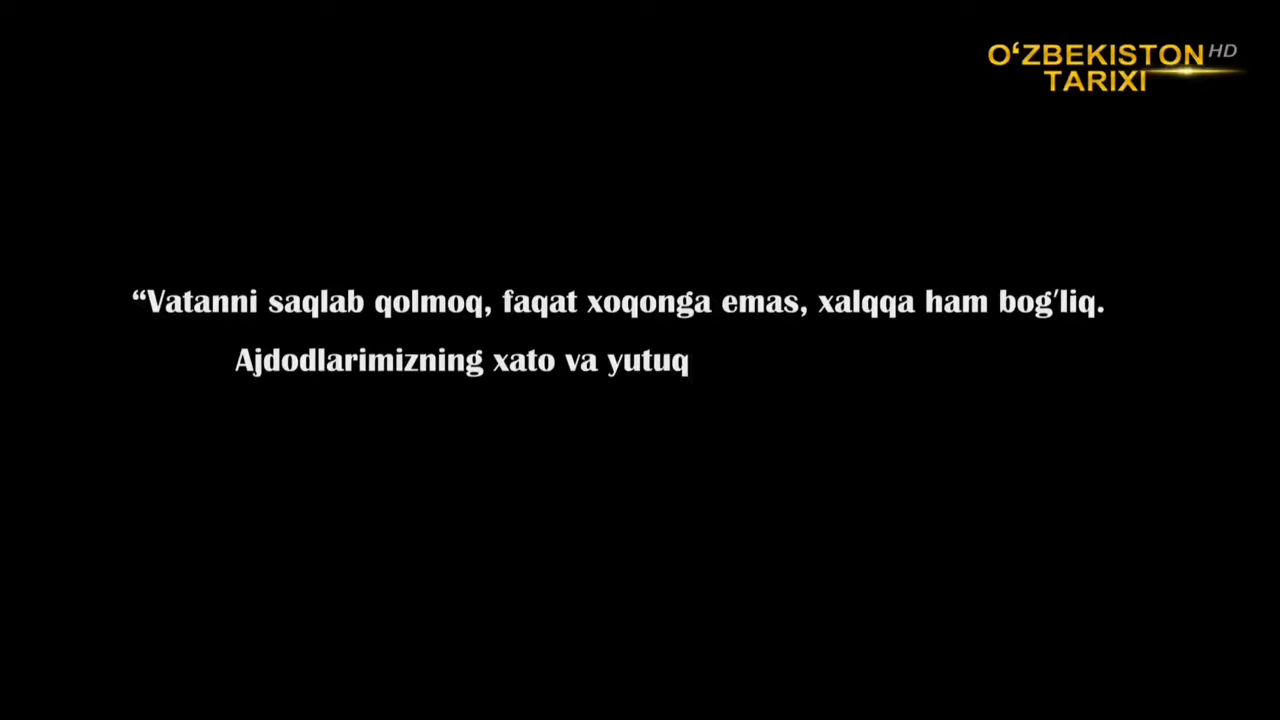 O‘ZBEKISTON HD
TARIXI
“Vatanni saqlab qolmoq, faqat xoqonga emas, xalqqa ham bog′liq.
Ajdodlarimizning xato va yutuq